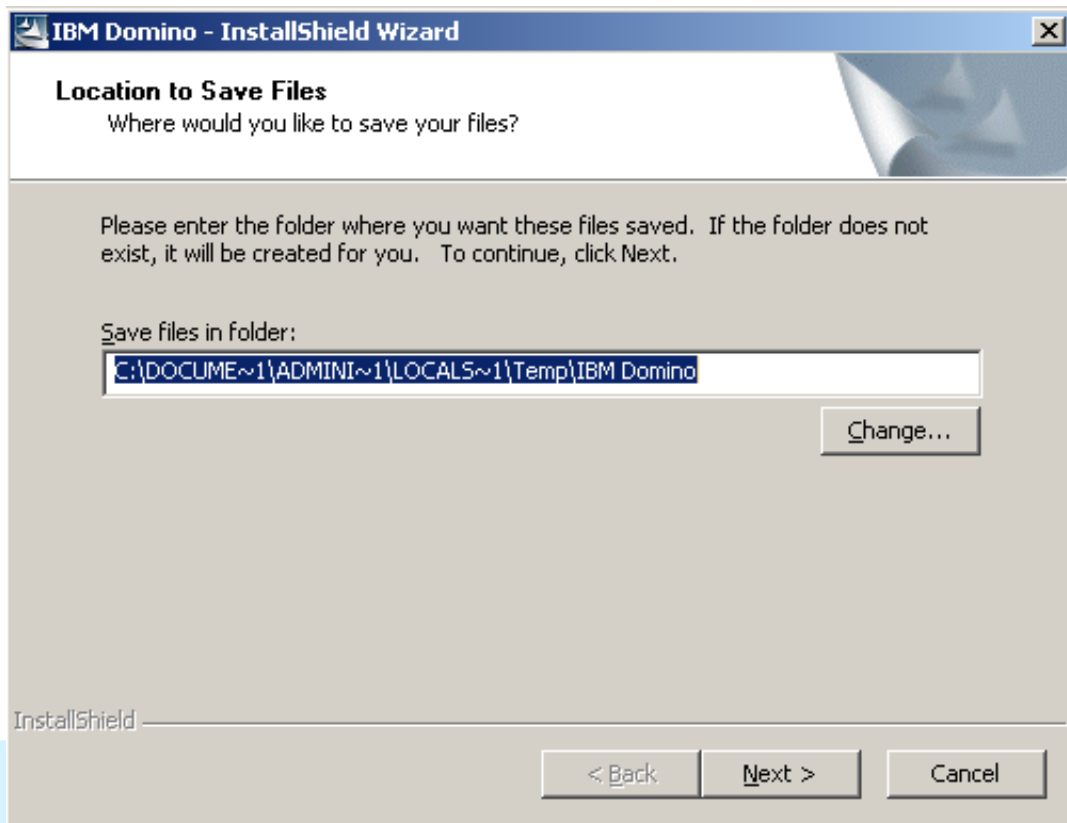 IBM Domino - InstallShield Wizard
Location to Save Files
Where would you like to save your files?
Please enter the folder where you want these files saved.  If the folder does not
exist, it will be created for you.   To continue, click Next.
Save files in folder:
C:\DOCUME~1\ADMINI~1\LOCALS~1\Temp\IBM Domino
Change...
InstallShield
< Back
Next >
Cancel